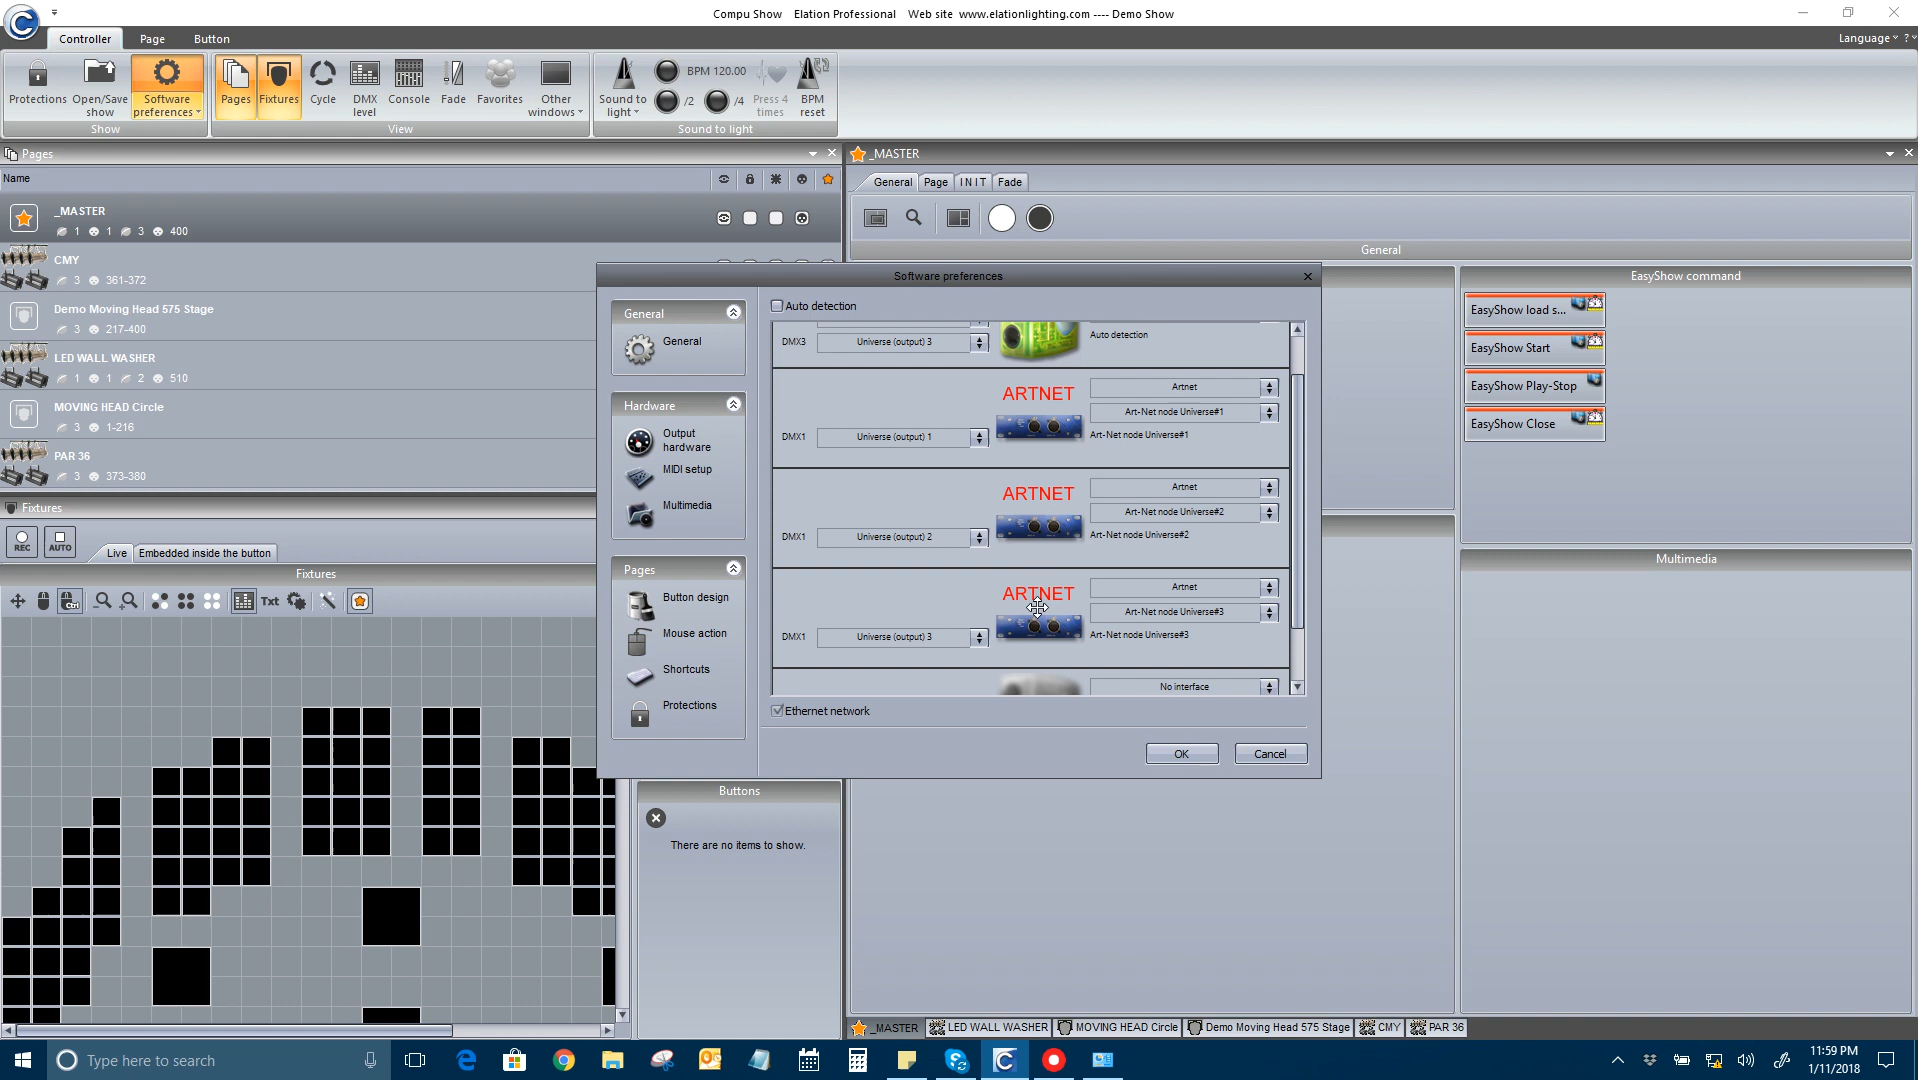 Compu Show    Elation Professional    Web site  www.elationlighting.com ---- Demo Show
Controller
Page
Button
Language
?
Protections
Open/Save show
Software preferences
Show
Pages
Fixtures
Cycle
DMX level
Console
Fade
Favorites
Other windows
View
Sound to light
BPM 120.00
/2
/4
Press 4 times
BPM reset
Sound to light
Pages
Name
_MASTER
1 1 3 400
CMY
3 361-372
Demo Moving Head 575 Stage
3 217-400
LED WALL WASHER
1 1 2 510
MOVING HEAD Circle
3 1-216
PAR 36
3 373-380
Fixtures
REC
AUTO
Live
Embedded inside the button
Fixtures
Ctrl
Txt
Buttons
There are no items to show.
_MASTER
General
Page
I N I T
Fade
General
EasyShow command
EasyShow load s...
EasyShow Start
EasyShow Play-Stop
EasyShow Close
Multimedia
Software preferences
General
General
Hardware
Output hardware
MIDI setup
Multimedia
Pages
Button design
Mouse action
Shortcuts
Protections
Auto detection
DMX3
Universe (output) 3
Auto detection
ARTNET
Artnet
Art-Net node Universe#1
DMX1
Universe (output) 1
Art-Net node Universe#1
ARTNET
Artnet
Art-Net node Universe#2
DMX1
Universe (output) 2
Art-Net node Universe#2
ARTNET
Artnet
Art-Net node Universe#3
DMX1
Universe (output) 3
Art-Net node Universe#3
No interface
Ethernet network
OK
Cancel
_MASTER
LED WALL WASHER
MOVING HEAD Circle
Demo Moving Head 575 Stage
CMY
PAR 36
Type here to search
11:59 PM
1/11/2018